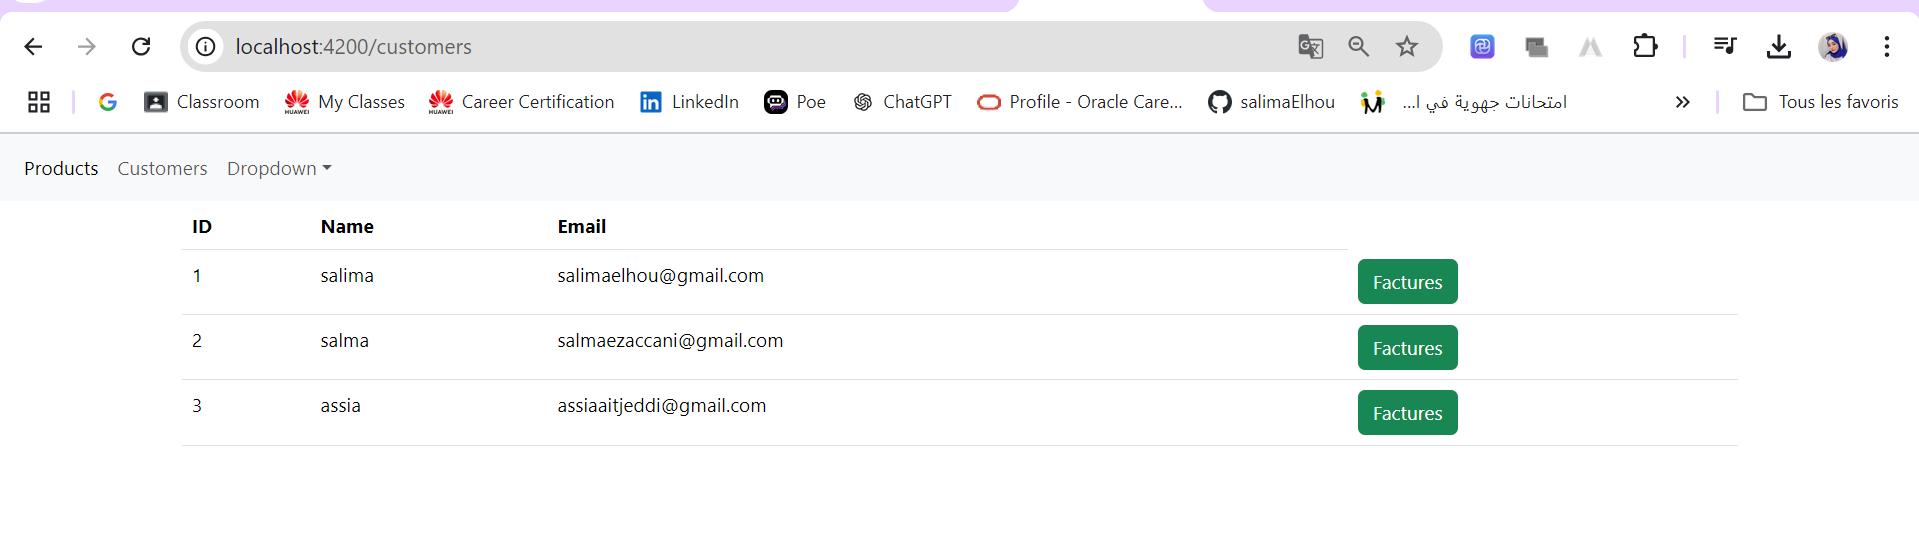 localhost:4200/customers
Classroom My Classes Career Certification LinkedIn Poe ChatGPT Profile - Oracle Care... salimaElhou امتحانات جهوية في ا... Tous les favoris
Products Customers Dropdown
ID Name Email
1 salima salimaelhou@gmail.com Factures
2 salma salmaezaccani@gmail.com Factures
3 assia assiaaitjeddi@gmail.com Factures